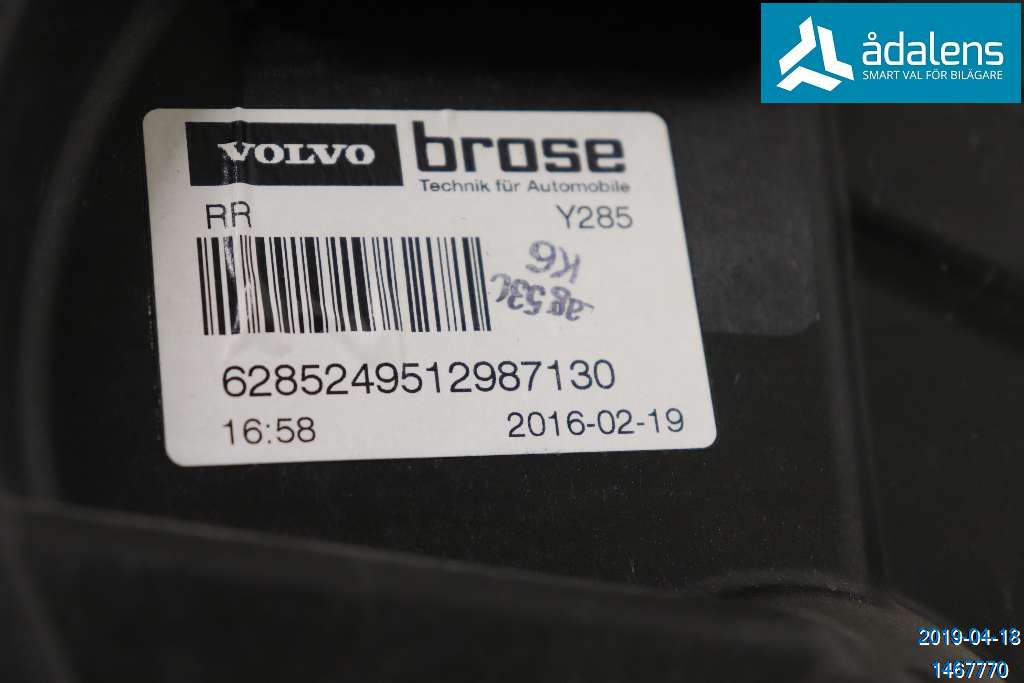 ådalens
SMART VAL FÖR BILÄGARE
VOLVO brose
Technik für Automobile
RR Y285
K6
6285249512987130
16:58 2016-02-19
2019-04-18
1467770